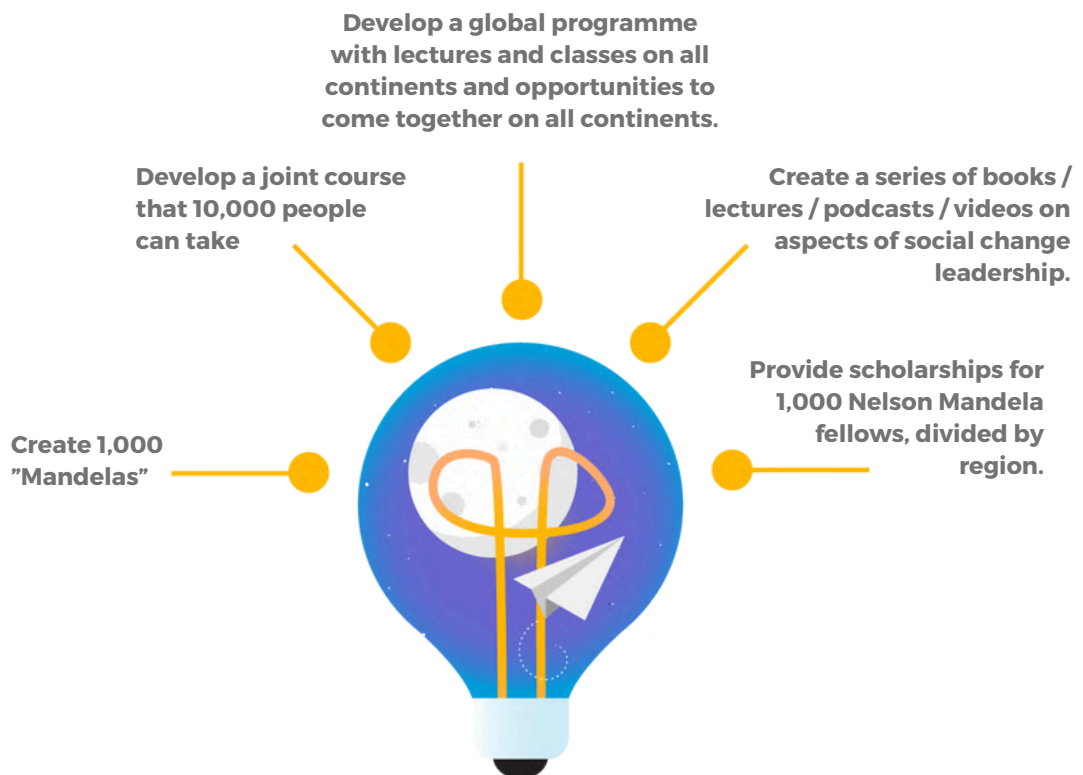 Develop a global programme
with lectures and classes on all
continents and opportunities to
come together on all continents.
Develop a joint course
that 10,000 people
can take
Create a series of books /
lectures / podcasts / videos on
aspects of social change
leadership.
Create 1,000
”Mandelas”
Provide scholarships for
1,000 Nelson Mandela
fellows, divided by
region.